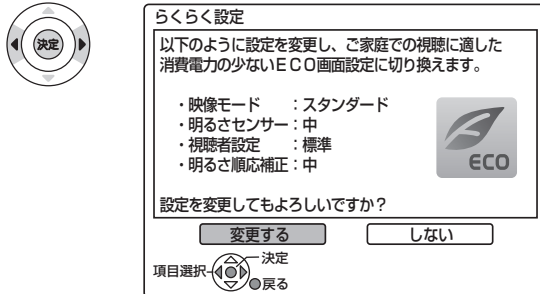 決定
らくらく設定
以下のように設定を変更し、ご家庭での視聴に適した
消費電力の少ないＥＣＯ画面設定に切り換えます。
・映像モード　　：スタンダード
・明るさセンサー：中
・視聴者設定　　：標準
・明るさ順応補正：中
ECO
設定を変更してもよろしいですか？
変更する　しない
決定
項目選択
戻る